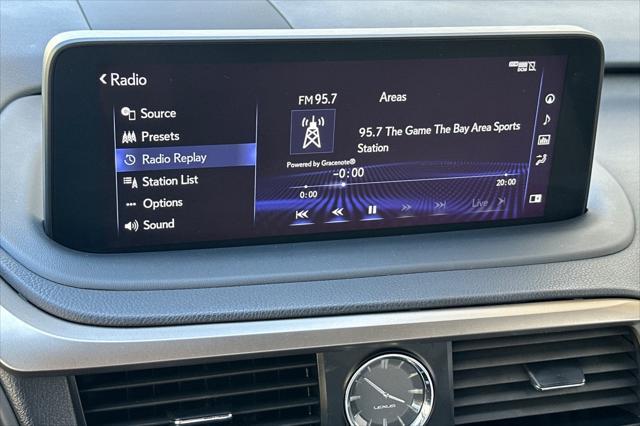 Radio
Source
Presets
Radio Replay
Station List
Options
Sound
FM 95.7
Areas
95.7 The Game The Bay Area Sports
Station
Powered by Gracenote®
-0:00
0:00
20:00
Live
LEXUS